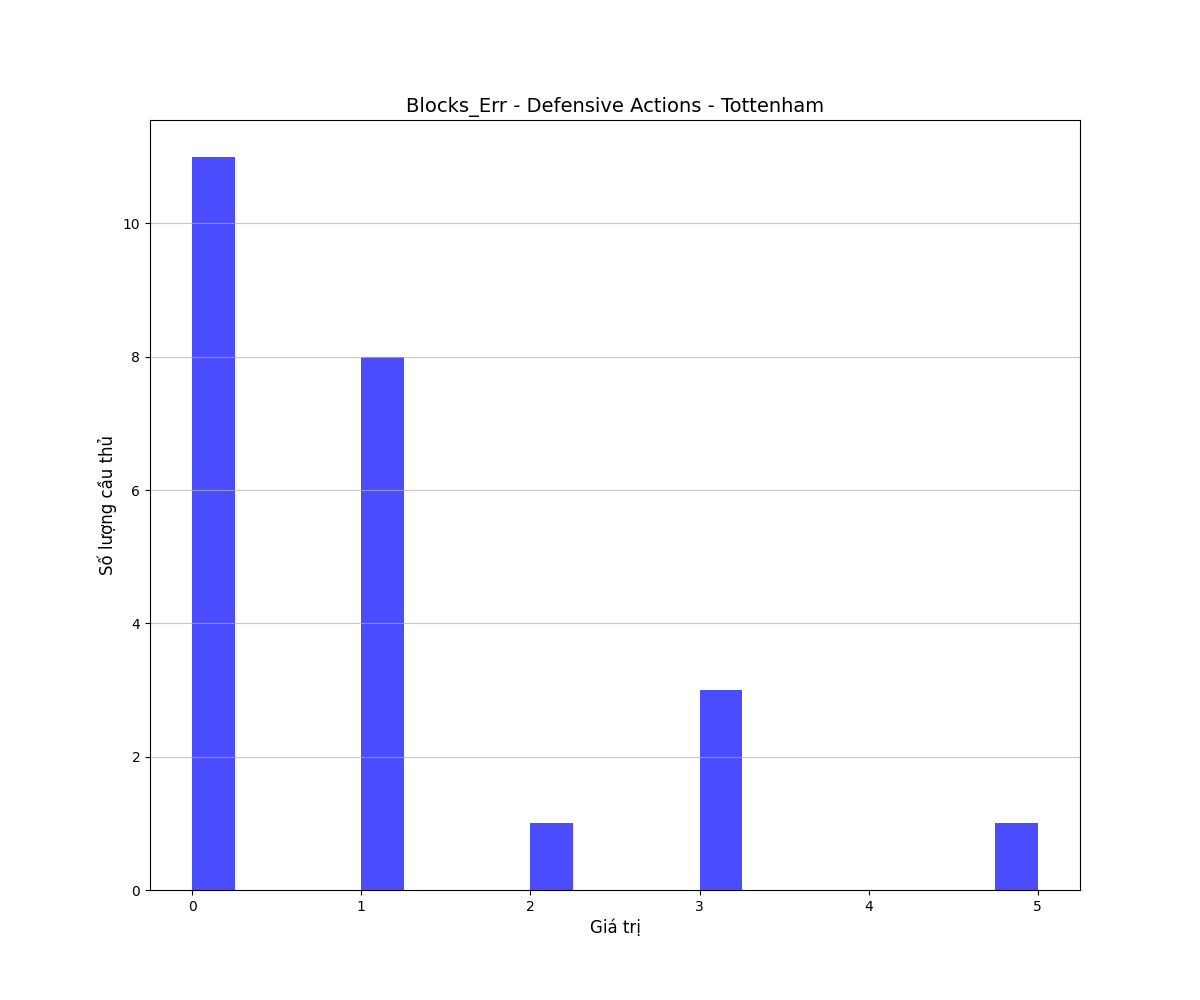 Blocks_Err - Defensive Actions - Tottenham
Số lượng cầu thủ
10
8
6
4
2
0
0 1 2 3 4 5
Giá trị